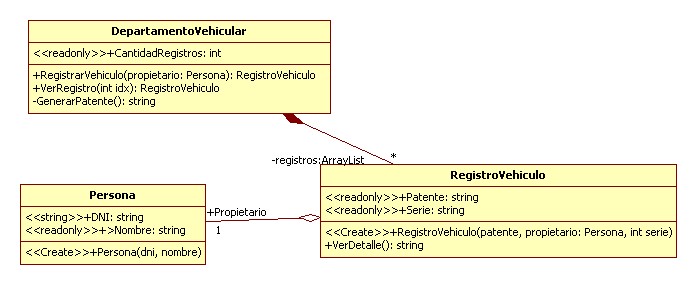 DepartamentoVehicular
<<readonly>>+CantidadRegistros: int
+RegistrarVehiculo(propietario: Persona): RegistroVehiculo
+VerRegistro(int idx): RegistroVehiculo
-GenerarPatente(): string
-registros:ArrayList
*
RegistroVehiculo
<<readonly>>+Patente: string
<<readonly>>+Serie: string
<<Create>>+RegistroVehiculo(patente, propietario: Persona, int serie)
+VerDetalle(): string
Persona
<<string>>+DNI: string
<<readonly>>+>Nombre: string
<<Create>>+Persona(dni, nombre)
+Propietario
1